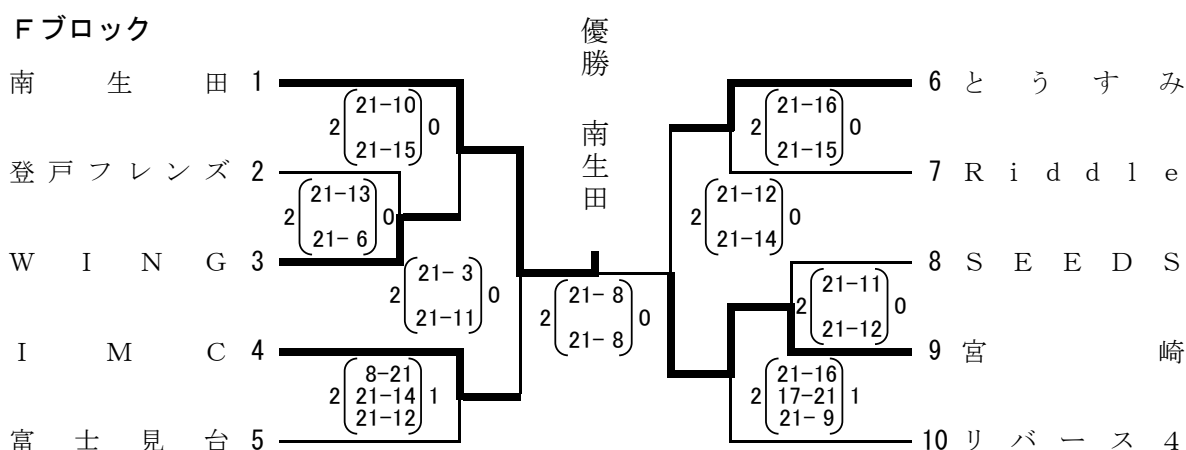 Fブロック
優勝 南生田
南生田 1
2 21-10 0
21-15
登戸フレンズ 2
2 21-13 0
21- 6
WING 3
2 21- 3 0
21-11
IMC 4
8-21
2 21-14 1
21-12
富士見台 5
2 21- 8 0
21- 8
6 とうすみ
2 21-16 0
21-15
7 Riddle
2 21-12 0
21-14
8 SEEDS
2 21-11 0
21-12
9 宮崎
21-16
2 17-21 1
21- 9
10 リバース4